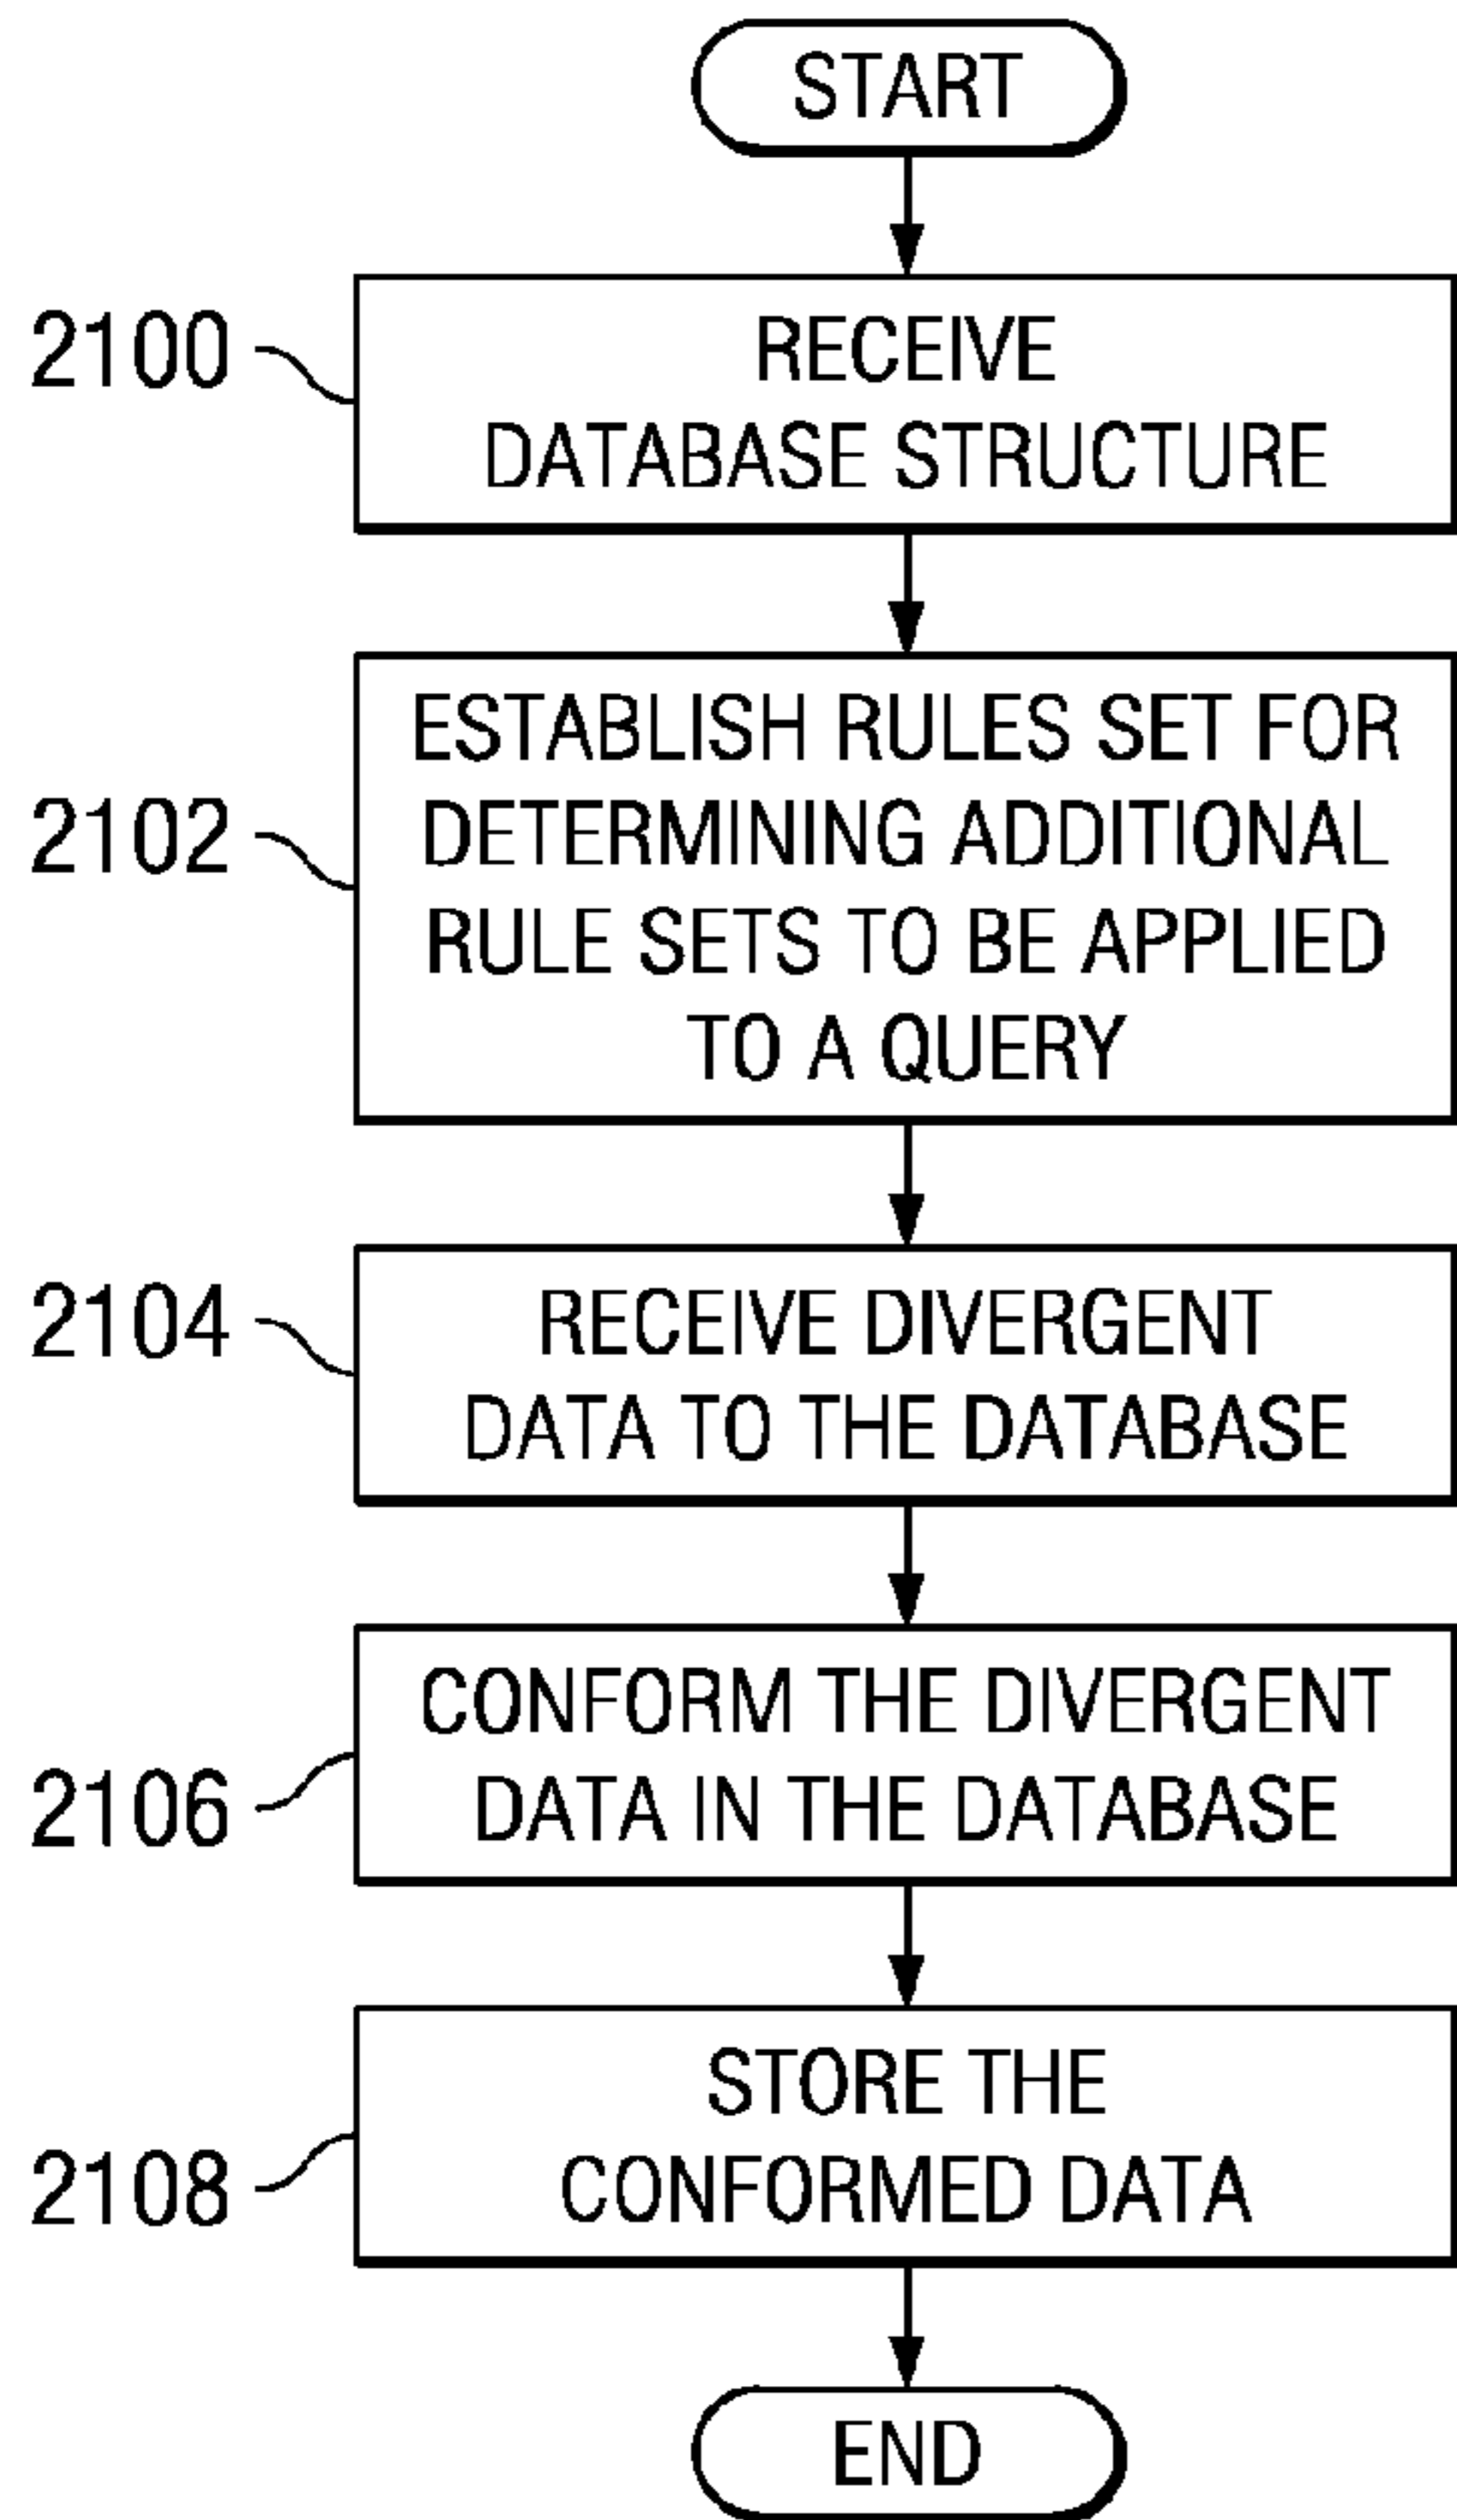 START
2100
RECEIVE
DATABASE STRUCTURE
2102
ESTABLISH RULES SET FOR
DETERMINING ADDITIONAL
RULE SETS TO BE APPLIED
TO A QUERY
2104
RECEIVE DIVERGENT
DATA TO THE DATABASE
2106
CONFORM THE DIVERGENT
DATA IN THE DATABASE
2108
STORE THE
CONFORMED DATA
END